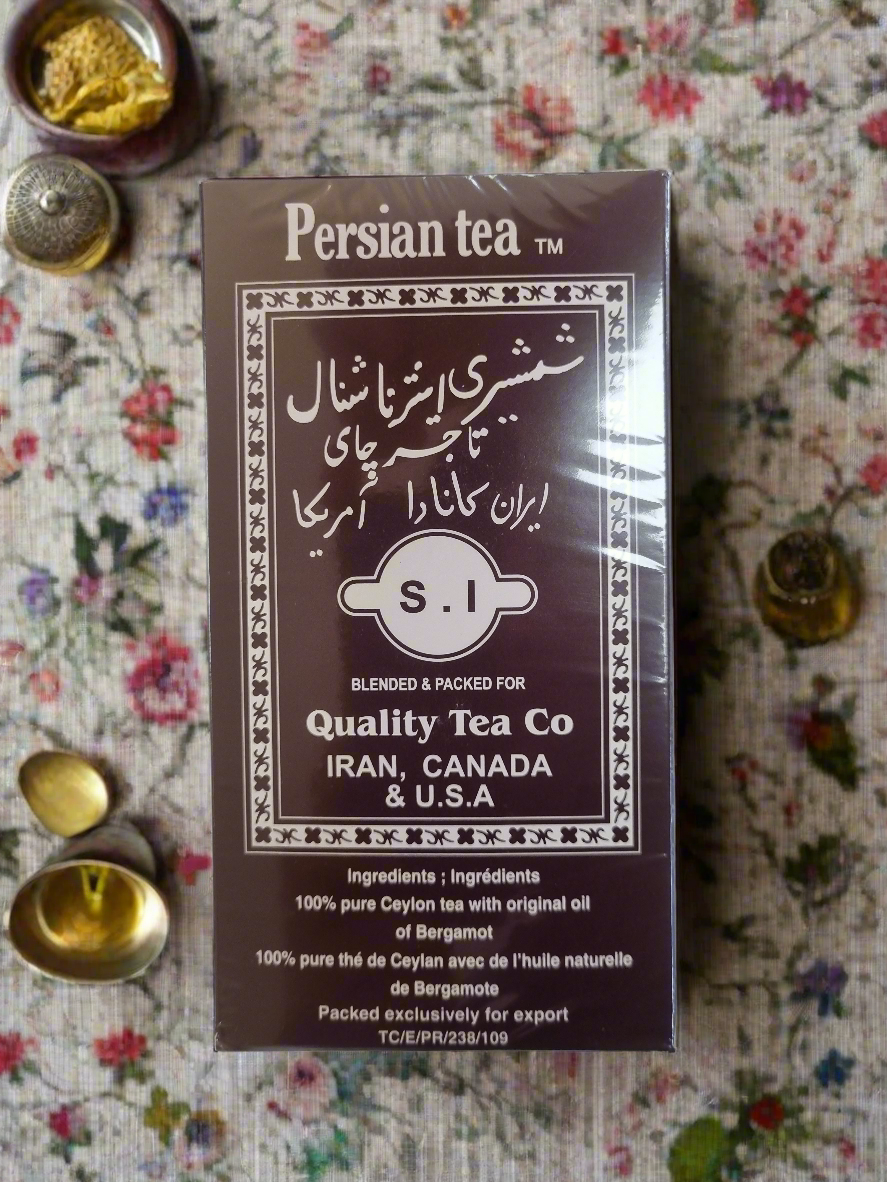 Persian tea TM
شمشیری اینترناشنال
تاجر چای
ایران کانادا آمریکا
S . I
BLENDED & PACKED FOR
Quality Tea Co
IRAN, CANADA
& U.S.A
Ingredients ; Ingrédients
100% pure Ceylon tea with original oil
of Bergamot
100% pure thé de Ceylan avec de l'huile naturelle
de Bergamote
Packed exclusively for export
TC/E/PR/238/109